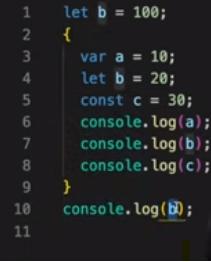 1 let b = 100;
2 {
3 var a = 10;
4 let b = 20;
5 const c = 30;
6 console.log(a);
7 console.log(b);
8 console.log(c);
9 }
10 console.log(b);
11